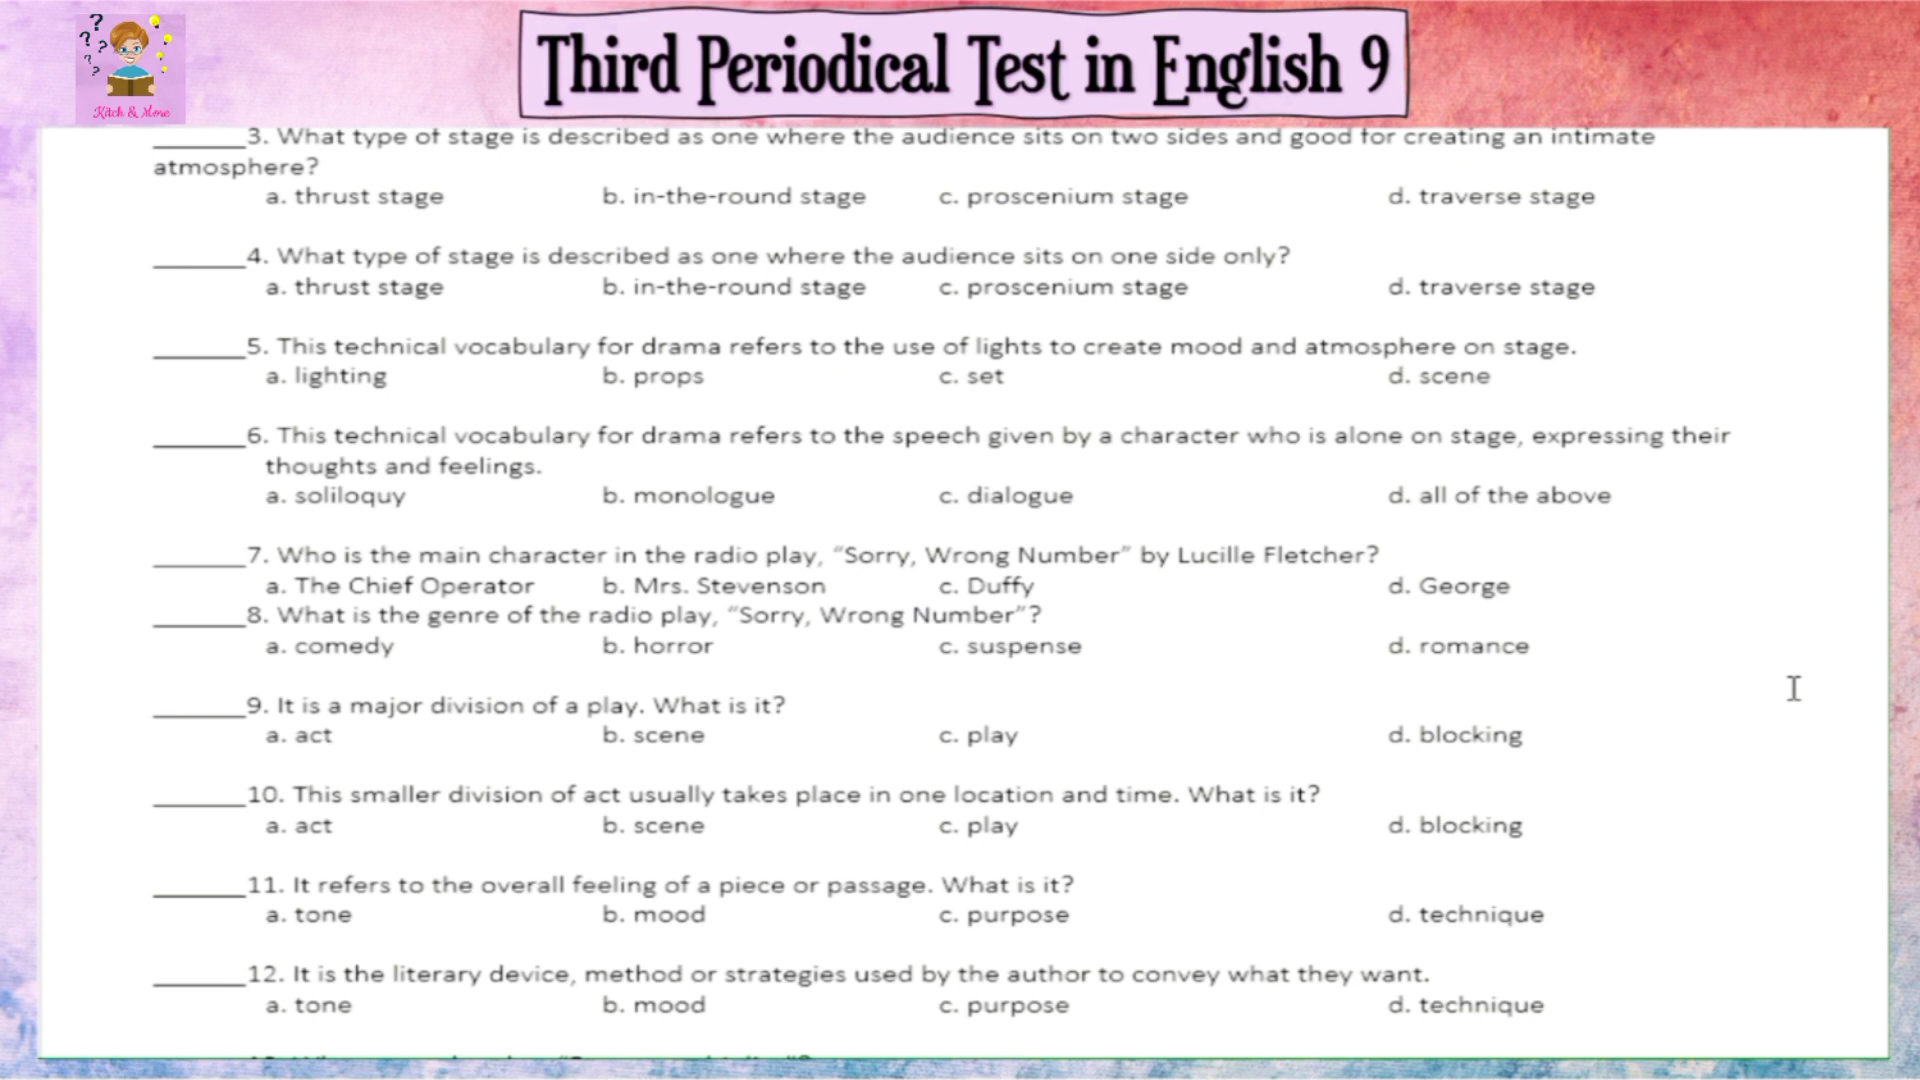 Kitch & More
Third Periodical Test in English 9
______3. What type of stage is described as one where the audience sits on two sides and good for creating an intimate
atmosphere?
a. thrust stage b. in-the-round stage c. proscenium stage d. traverse stage
______4. What type of stage is described as one where the audience sits on one side only?
a. thrust stage b. in-the-round stage c. proscenium stage d. traverse stage
______5. This technical vocabulary for drama refers to the use of lights to create mood and atmosphere on stage.
a. lighting b. props c. set d. scene
______6. This technical vocabulary for drama refers to the speech given by a character who is alone on stage, expressing their
thoughts and feelings.
a. soliloquy b. monologue c. dialogue d. all of the above
______7. Who is the main character in the radio play, “Sorry, Wrong Number” by Lucille Fletcher?
a. The Chief Operator b. Mrs. Stevenson c. Duffy d. George
______8. What is the genre of the radio play, “Sorry, Wrong Number”?
a. comedy b. horror c. suspense d. romance
______9. It is a major division of a play. What is it?
a. act b. scene c. play d. blocking
______10. This smaller division of act usually takes place in one location and time. What is it?
a. act b. scene c. play d. blocking
______11. It refers to the overall feeling of a piece or passage. What is it?
a. tone b. mood c. purpose d. technique
______12. It is the literary device, method or strategies used by the author to convey what they want.
a. tone b. mood c. purpose d. technique